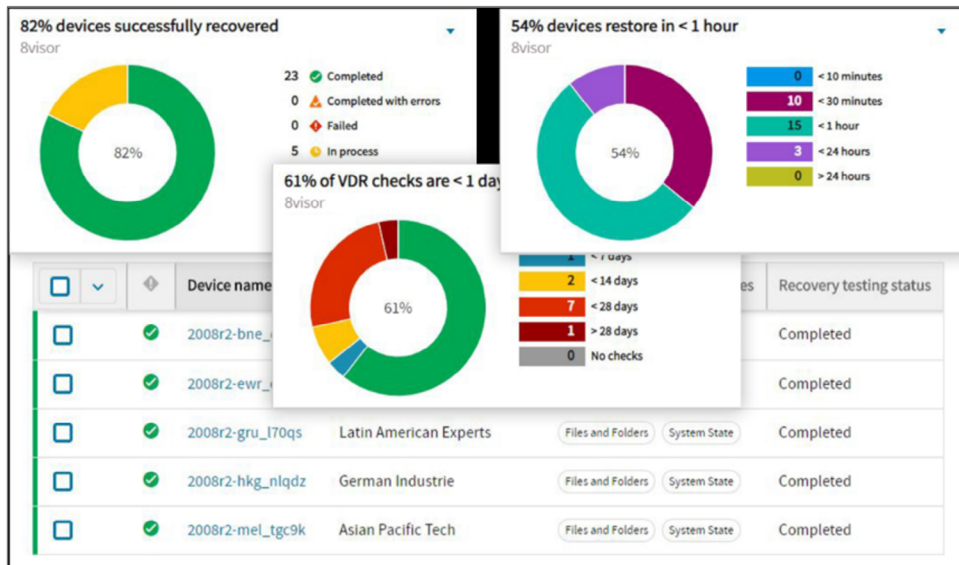 82% devices successfully recovered
8visor
82%
23 Completed
0 Completed with errors
0 Failed
5 In process
54% devices restore in < 1 hour
8visor
54%
0 < 10 minutes
10 < 30 minutes
15 < 1 hour
3 < 24 hours
0 > 24 hours
61% of VDR checks are < 1
8visor
61%
1 < 7 days
2 < 14 days
7 < 28 days
1 > 28 days
0 No checks
Device name Recovery testing status
2008r2-bne_ Completed
2008r2-ewr_ Completed
2008r2-gru_l70qs Latin American Experts Files and Folders System State Completed
2008r2-hkg_nlqdz German Industrie Files and Folders System State Completed
2008r2-mel_tgc9k Asian Pacific Tech Files and Folders System State Completed